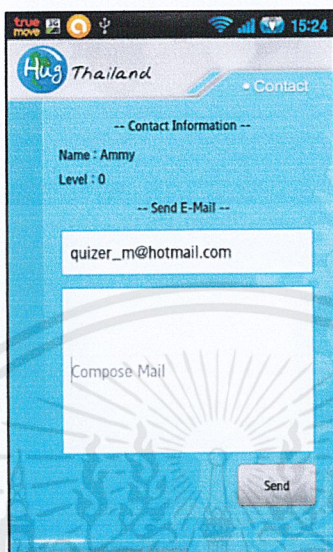 true
move 15:24
Hug Thailand
• Contact
-- Contact Information --
Name : Ammy
Level : 0
-- Send E-Mail --
quizer_m@hotmail.com
Compose Mail
Send